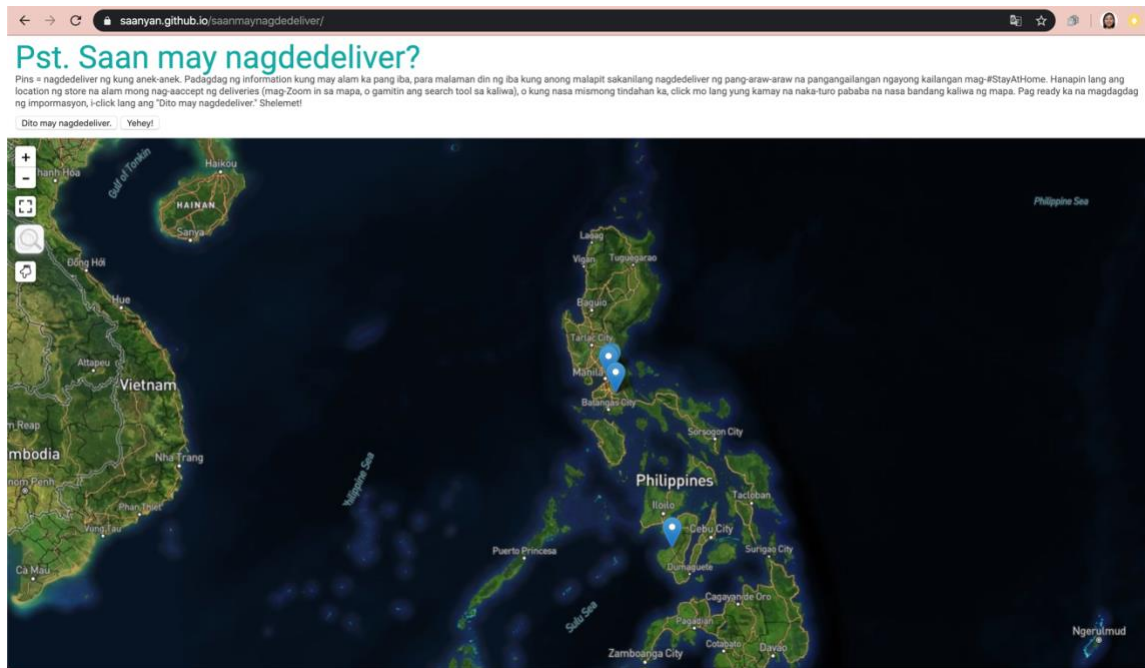 saanyan.github.io/saanmaynagdedeliver/
Pst. Saan may nagdedeliver?
Pins = nagdedeliver ng kung anek-anek. Padagdag ng information kung may alam ka pang iba, para malaman din ng iba kung anong malapit sakanilang nagdedeliver ng pang-araw-araw na pangangailangan ngayong kailangan mag-#StayAtHome. Hanapin lang ang
location ng store na alam mong nag-aaccept ng deliveries (mag-Zoom in sa mapa, o gamitin ang search tool sa kaliwa), o kung nasa mismong tindahan ka, click mo lang yung kamay na naka-turo pababa na nasa bandang kaliwa ng mapa. Pag ready ka na magdagdag
ng impormasyon, i-click lang ang "Dito may nagdedeliver." Shelemet!
Dito may nagdedeliver. Yehey!
+
-
Gulf of Tonkin
Haikou
HAINAN
Sanya
Philippine Sea
Đồng Hới
Laoag
Vigan
Tuguegarao
Hue
Baguio
Tarlac City
Attapeu
Manila
Vietnam
Batangas City
Sorsogon City
Nha Trang
Philippines
Phan Thiet
Iloilo
Tacloban
Vung Tau
Cebu City
Puerto Princesa
Surigao City
Ca Mau
Dumaguete
Sulu Sea
Cagayan de Oro
Pagadian
Cotabato
Davao
Zamboanga City
Ngerulmud